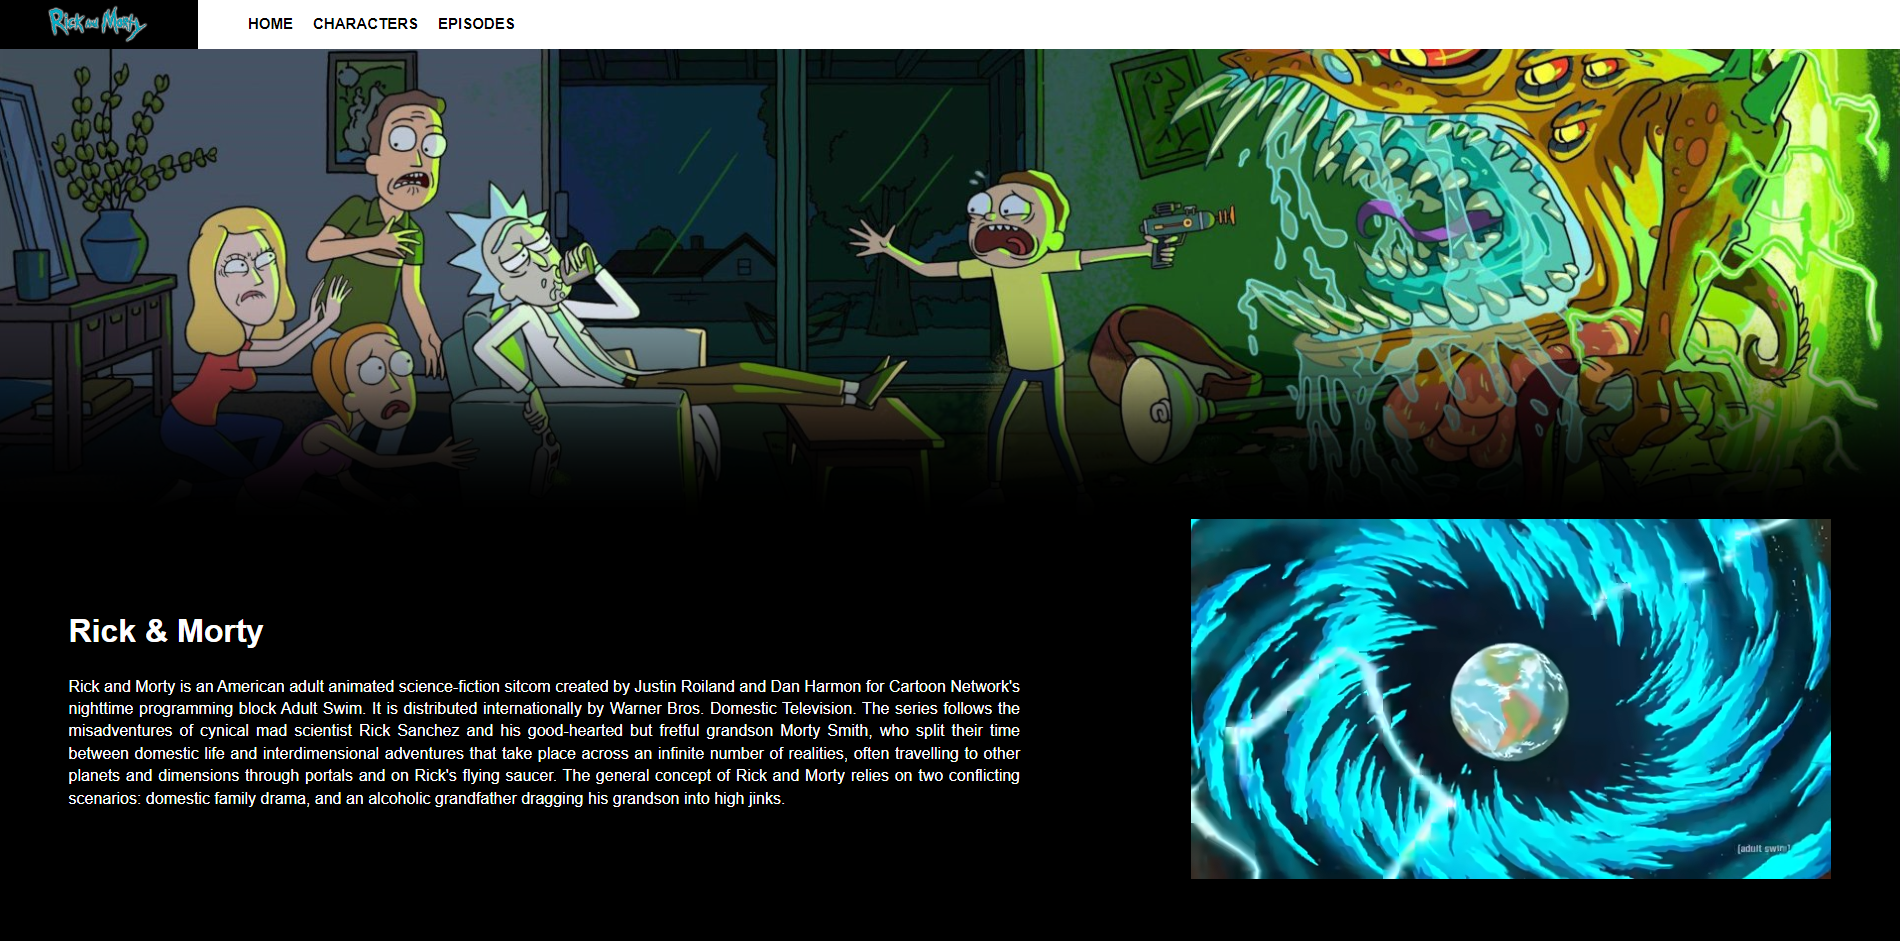 Rick and Morty
HOME CHARACTERS EPISODES
Rick & Morty
Rick and Morty is an American adult animated science-fiction sitcom created by Justin Roiland and Dan Harmon for Cartoon Network's
nighttime programming block Adult Swim. It is distributed internationally by Warner Bros. Domestic Television. The series follows the
misadventures of cynical mad scientist Rick Sanchez and his good-hearted but fretful grandson Morty Smith, who split their time
between domestic life and interdimensional adventures that take place across an infinite number of realities, often travelling to other
planets and dimensions through portals and on Rick's flying saucer. The general concept of Rick and Morty relies on two conflicting
scenarios: domestic family drama, and an alcoholic grandfather dragging his grandson into high jinks.
[adult swim]